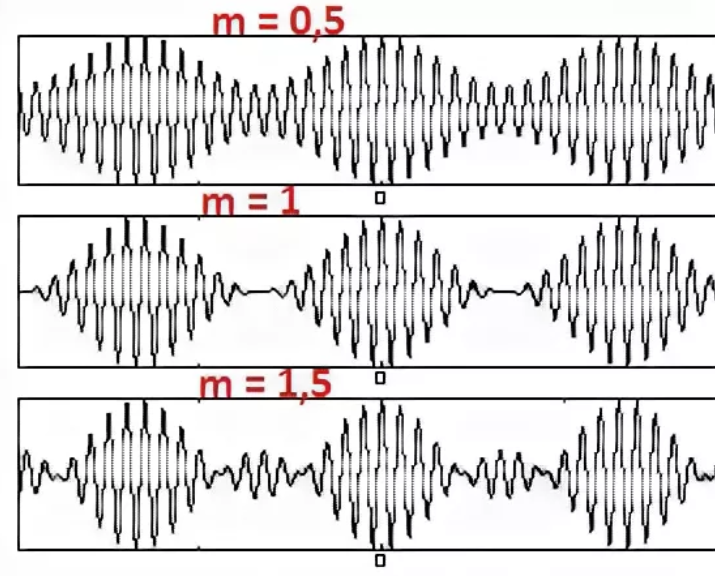 m = 0,5
m = 1
m = 1,5